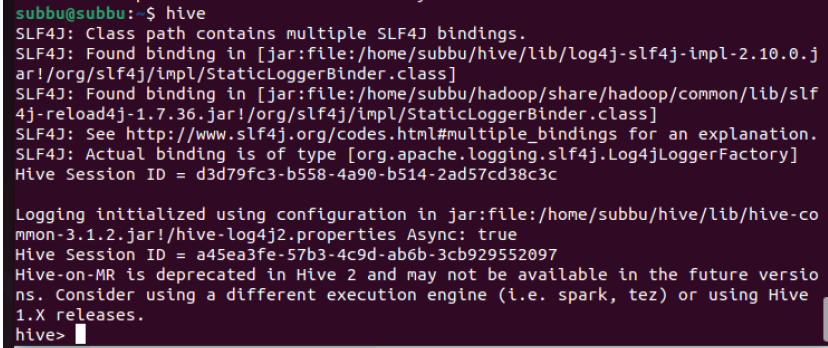 subbu@subbu:~$ hive
SLF4J: Class path contains multiple SLF4J bindings.
SLF4J: Found binding in [jar:file:/home/subbu/hive/lib/log4j-slf4j-impl-2.10.0.j
ar!/org/slf4j/impl/StaticLoggerBinder.class]
SLF4J: Found binding in [jar:file:/home/subbu/hadoop/share/hadoop/common/lib/slf
4j-reload4j-1.7.36.jar!/org/slf4j/impl/StaticLoggerBinder.class]
SLF4J: See http://www.slf4j.org/codes.html#multiple_bindings for an explanation.
SLF4J: Actual binding is of type [org.apache.logging.slf4j.Log4jLoggerFactory]
Hive Session ID = d3d79fc3-b558-4a90-b514-2ad57cd38c3c

Logging initialized using configuration in jar:file:/home/subbu/hive/lib/hive-co
mmon-3.1.2.jar!/hive-log4j2.properties Async: true
Hive Session ID = a45ea3fe-57b3-4c9d-ab6b-3cb929552097
Hive-on-MR is deprecated in Hive 2 and may not be available in the future versio
ns. Consider using a different execution engine (i.e. spark, tez) or using Hive
1.X releases.
hive>